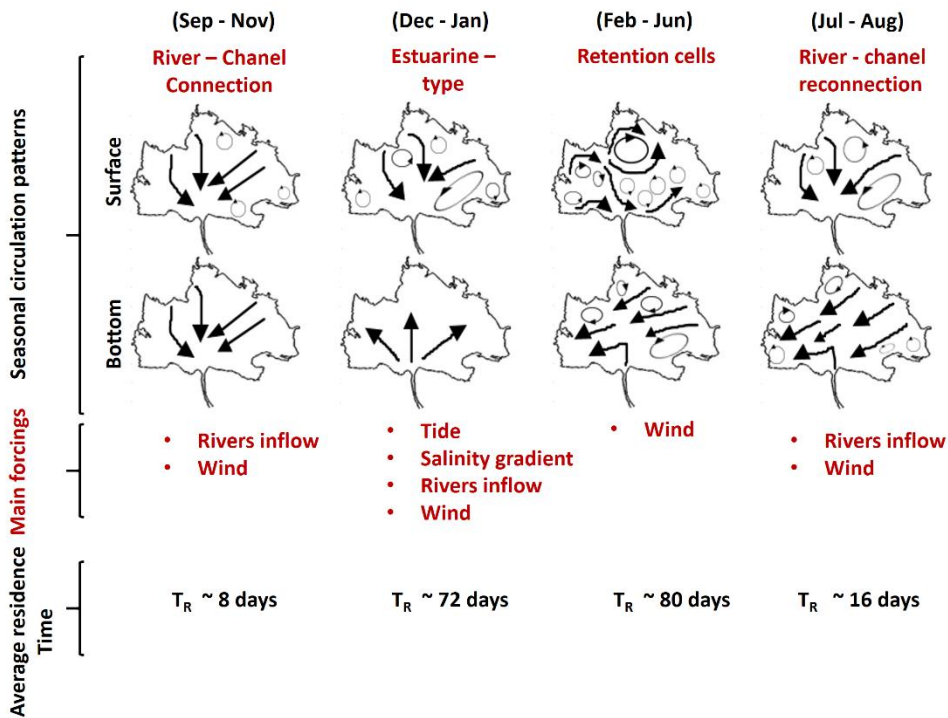 (Sep - Nov)
(Dec - Jan)
(Feb - Jun)
(Jul - Aug)
River – Chanel
Connection
Estuarine –
type
Retention cells
River - chanel
reconnection
Seasonal circulation patterns
Surface
Bottom
Main forcings
• Rivers inflow
• Wind
• Tide
• Salinity gradient
• Rivers inflow
• Wind
• Wind
• Rivers inflow
• Wind
Average residence
Time
TR ~ 8 days
TR ~ 72 days
TR ~ 80 days
TR ~ 16 days